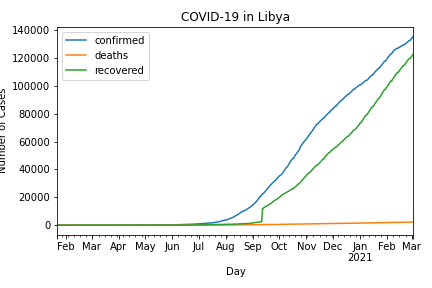 COVID-19 in Libya
confirmed
deaths
recovered
140000
120000
100000
80000
60000
40000
20000
0
Number of Cases
Feb Mar Apr May Jun Jul Aug Sep Oct Nov Dec Jan Feb Mar
2021
Day